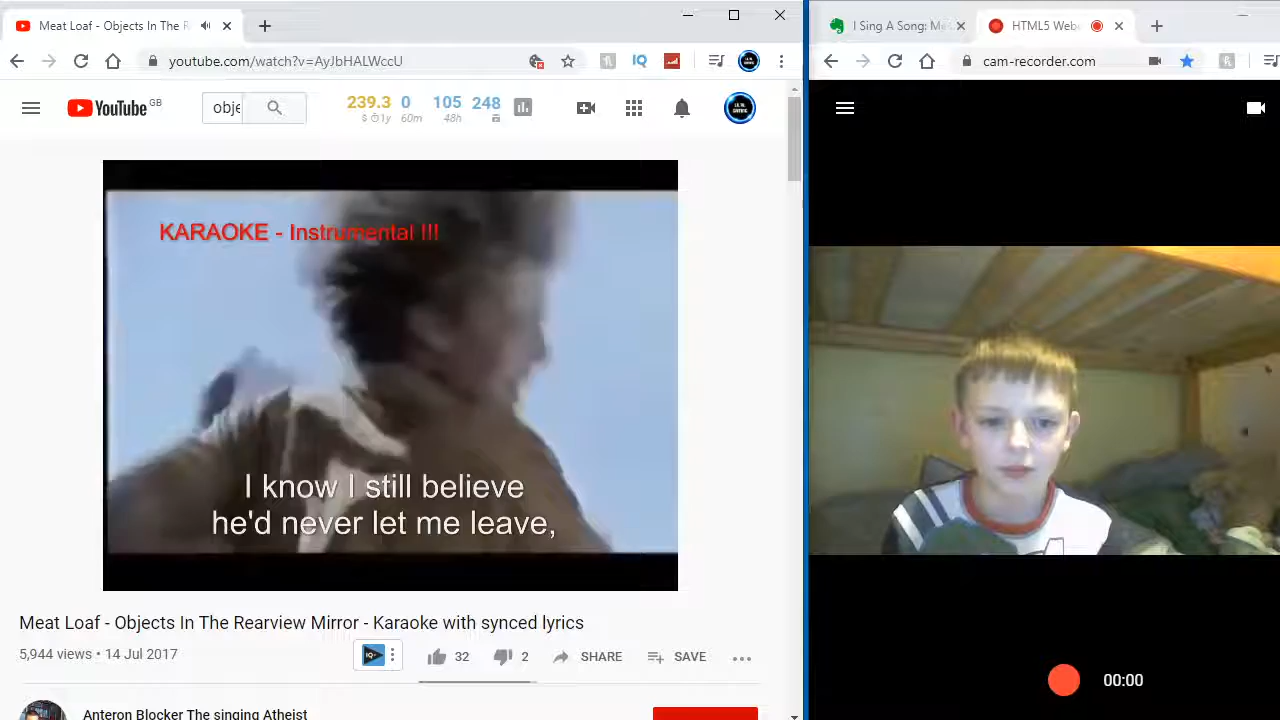 Meat Loaf - Objects In The R
I Sing A Song: Me
HTML5 Web
youtube.com/watch?v=AyJbHALWccU
IQ
cam-recorder.com
YouTube GB
obje
239.3 0 105 248
1y 60m 48h
KARAOKE - Instrumental !!!
I know I still believe
he'd never let me leave,
Meat Loaf - Objects In The Rearview Mirror - Karaoke with synced lyrics
5,944 views • 14 Jul 2017
32
2
SHARE
SAVE
Anteron Blocker The singing Atheist
00:00